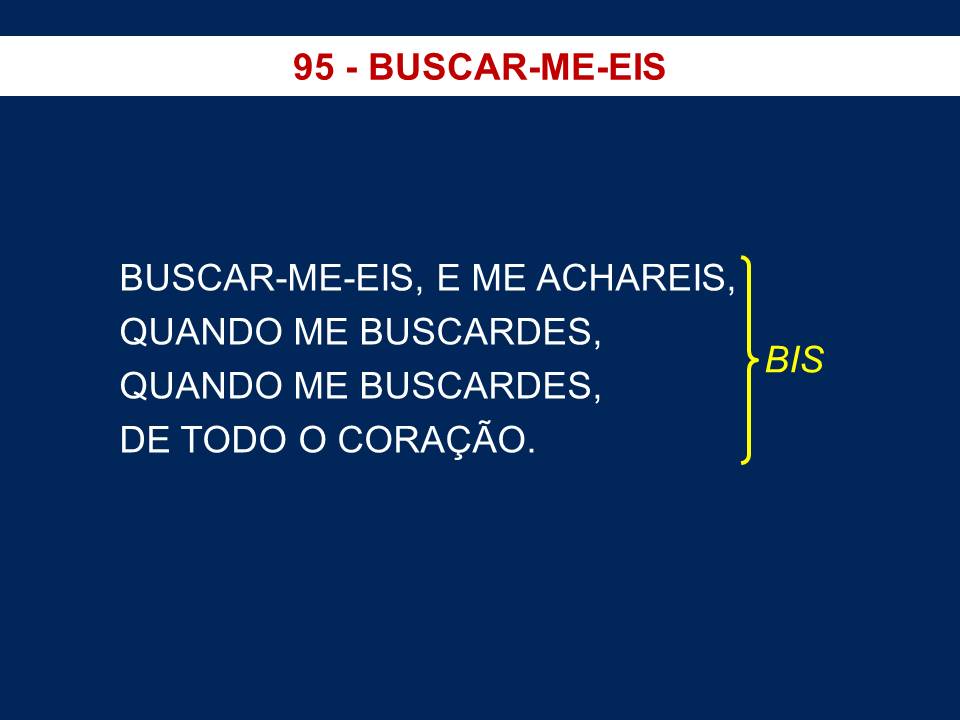 95 - BUSCAR-ME-EIS
BUSCAR-ME-EIS, E ME ACHAREIS,
QUANDO ME BUSCARDES,
QUANDO ME BUSCARDES,
DE TODO O CORAÇÃO.
BIS